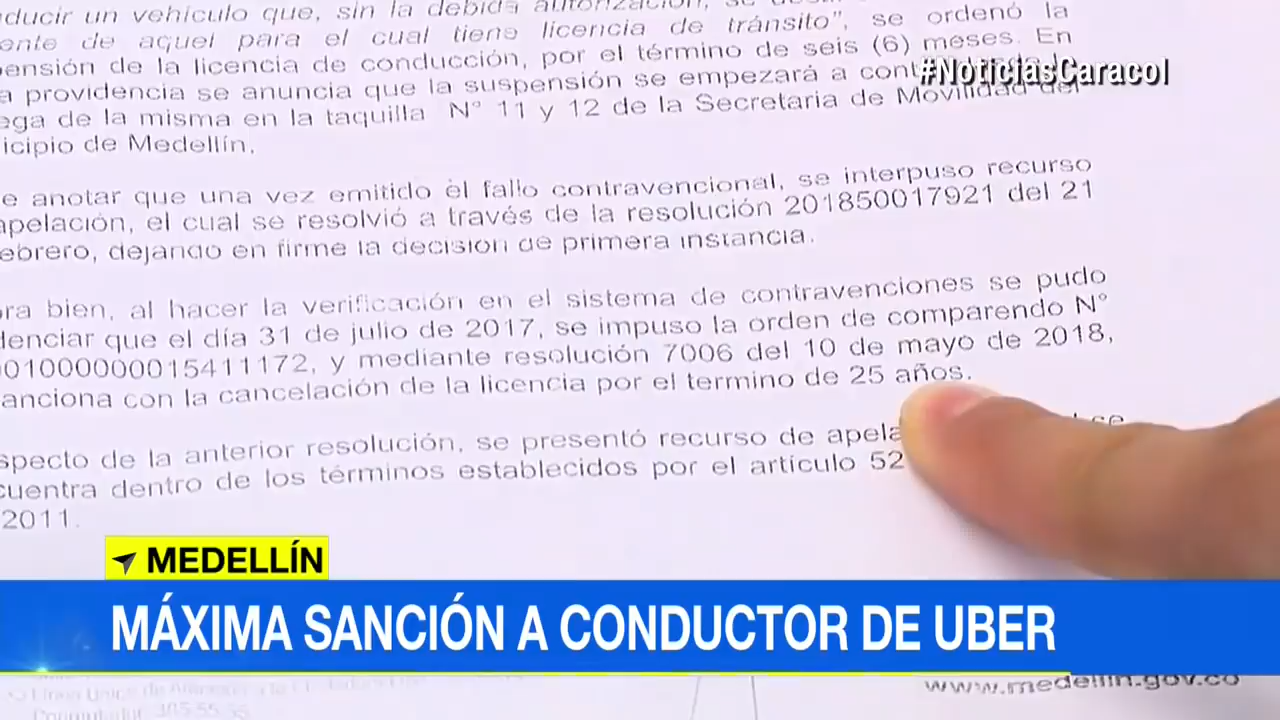 ducir un vehículo que, sin la debida autorización, se
ente de aquel para el cual tiene licencia de tránsito", se ordenó la
pensión de la licencia de conducción, por el término de seis (6) meses. En
a providencia se anuncia que la suspensión se empezará a
#NoticiasCaracol
ega de la misma en la taquilla N° 11 y 12 de la Secretaria de Movilidad del
icipio de Medellín.
e anotar que una vez emitido el fallo contravencional, se interpuso recurso
apelación, el cual se resolvió a través de la resolución 201850017921 del 21
ebrero, dejando en firme la decisión de primera instancia.
ora bien, al hacer la verificación en el sistema de contravenciones se pudo
denciar que el día 31 de julio de 2017, se impuso la orden de comparendo N°
001000000015411172, y mediante resolución 7006 del 10 de mayo de 2018,
anciona con la cancelación de la licencia por el termino de 25 años.
specto de la anterior resolución, se presentó recurso de apela
cuentra dentro de los términos establecidos por el artículo 52
2011.
MEDELLÍN
MÁXIMA SANCIÓN A CONDUCTOR DE UBER
www.medellin.gov.co